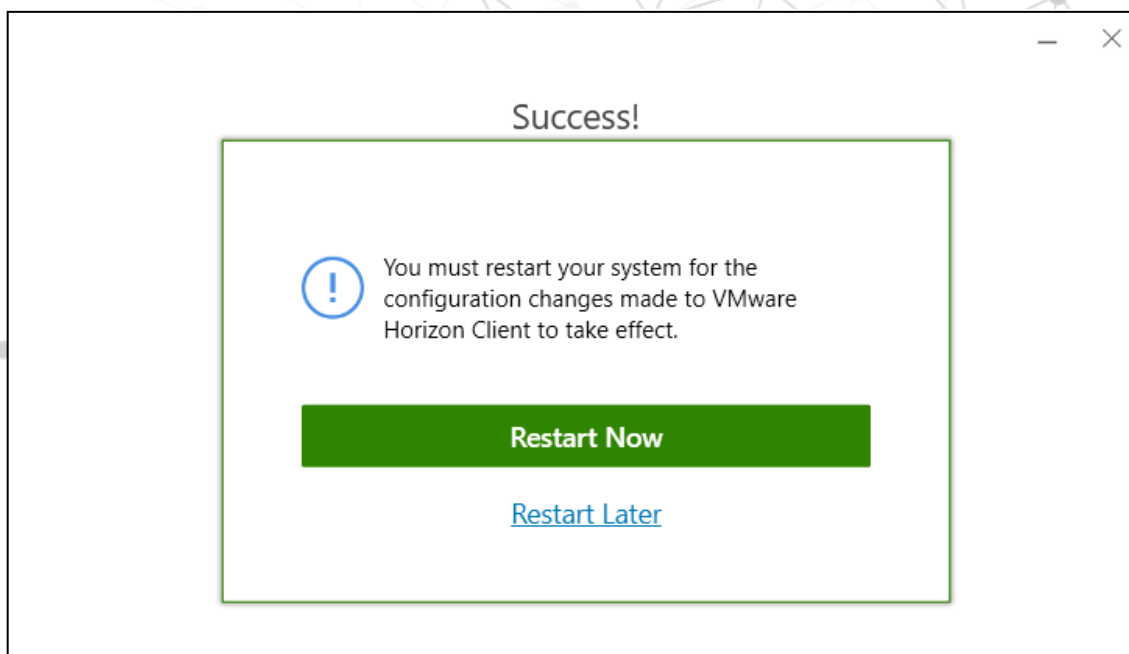 Success!
You must restart your system for the
configuration changes made to VMware
Horizon Client to take effect.
Restart Now
Restart Later